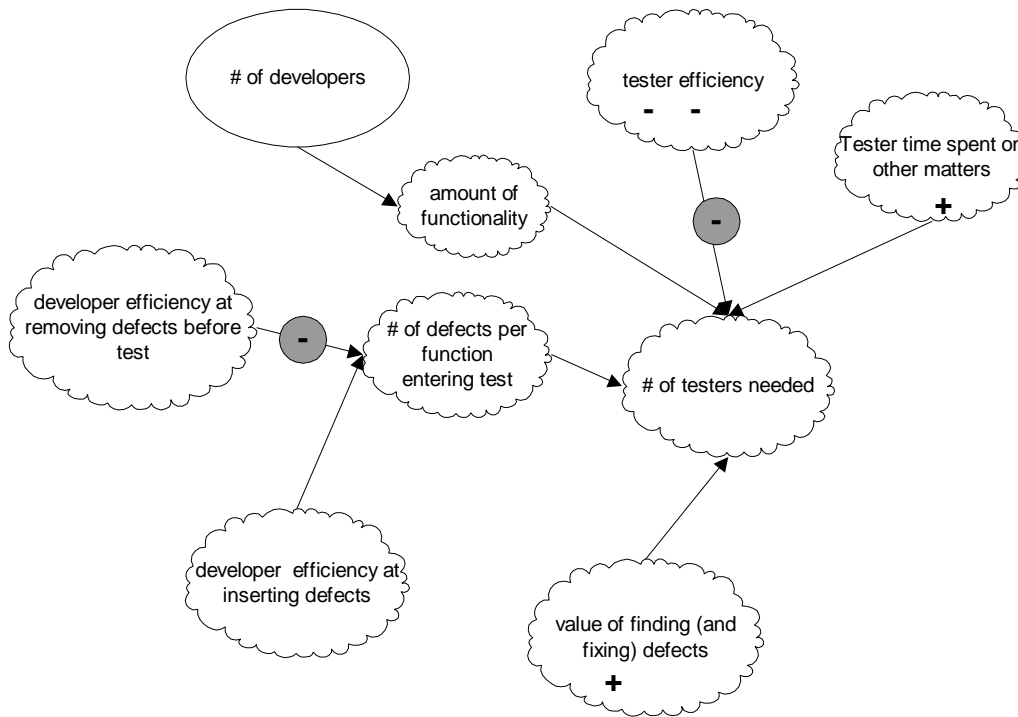 # of developers
tester efficiency
- -
Tester time spent on
other matters
+
amount of
functionality
-
developer efficiency at
removing defects before
test
-
# of defects per
function
entering test
# of testers needed
developer  efficiency at
inserting defects
value of finding (and
fixing) defects
+